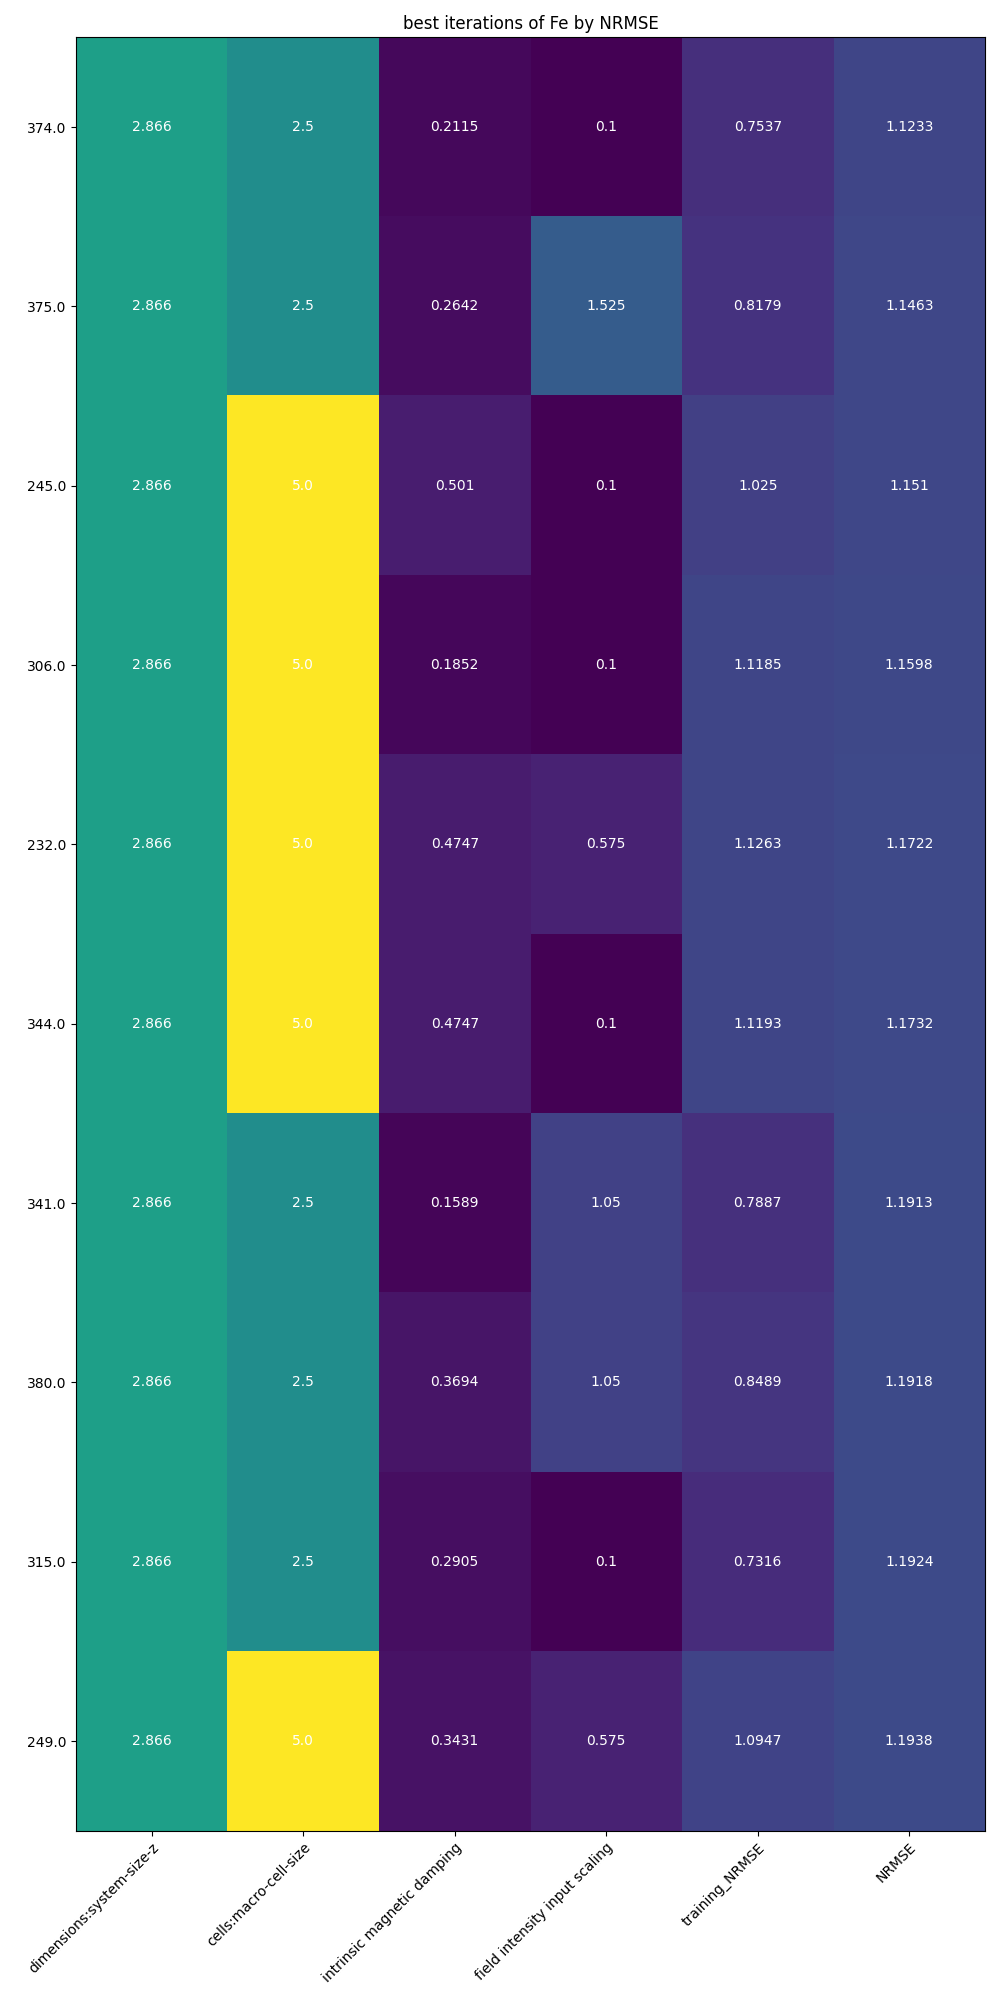 best iterations of Fe by NRMSE
374.0 2.866 2.5 0.2115 0.1 0.7537 1.1233
375.0 2.866 2.5 0.2642 1.525 0.8179 1.1463
245.0 2.866 5.0 0.501 0.1 1.025 1.151
306.0 2.866 5.0 0.1852 0.1 1.1185 1.1598
232.0 2.866 5.0 0.4747 0.575 1.1263 1.1722
344.0 2.866 5.0 0.4747 0.1 1.1193 1.1732
341.0 2.866 2.5 0.1589 1.05 0.7887 1.1913
380.0 2.866 2.5 0.3694 1.05 0.8489 1.1918
315.0 2.866 2.5 0.2905 0.1 0.7316 1.1924
249.0 2.866 5.0 0.3431 0.575 1.0947 1.1938
dimensions:system-size-z
cells:macro-cell-size
intrinsic magnetic damping
field intensity input scaling
training_NRMSE
NRMSE